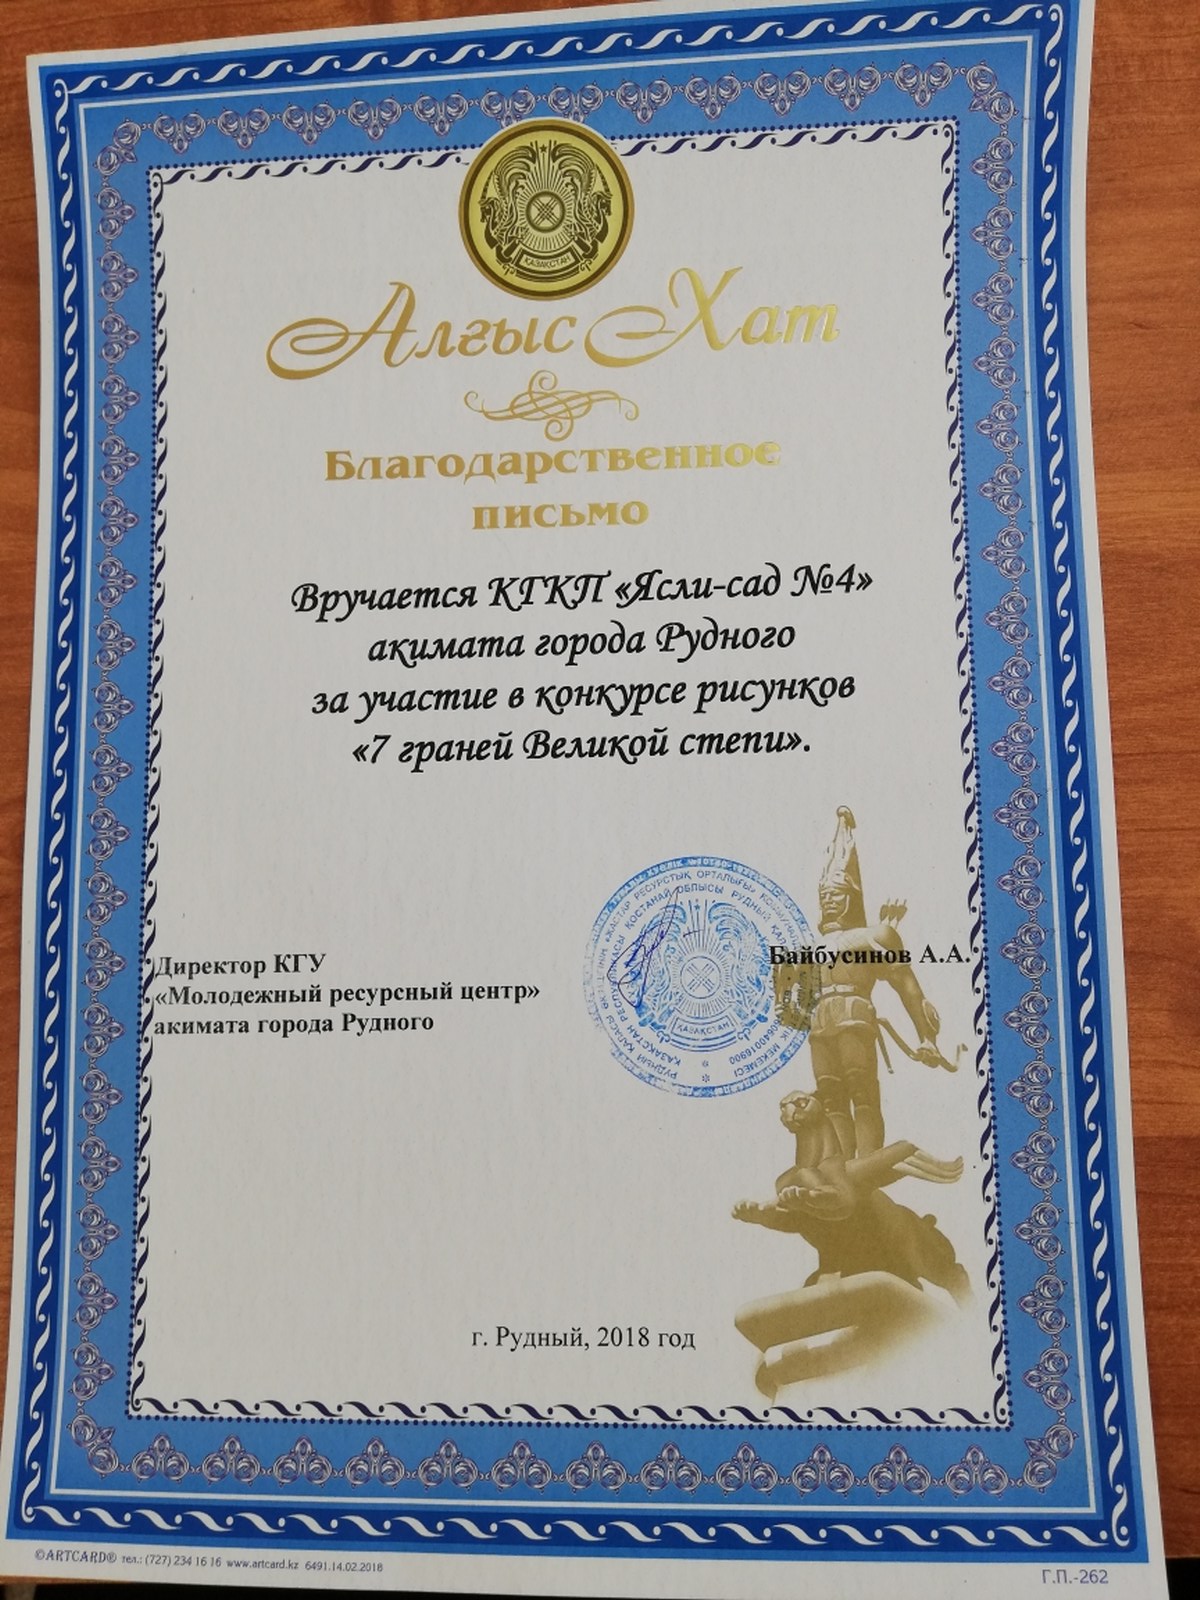 ҚАЗАҚСТАН
Алғыс Хат
Благодарственное
письмо
Вручается КГКП «Ясли-сад №4»
акимата города Рудного
за участие в конкурсе рисунков
«7 граней Великой степи».
Директор КГУ
«Молодежный ресурсный центр»
акимата города Рудного
ҚАЗАҚСТАН
Байбусинов А.А.
г. Рудный, 2018 год
©ARTCARD® тел.: (727) 234 16 16 www.artcard.kz 6491.14.02.2018
Г.П.-262